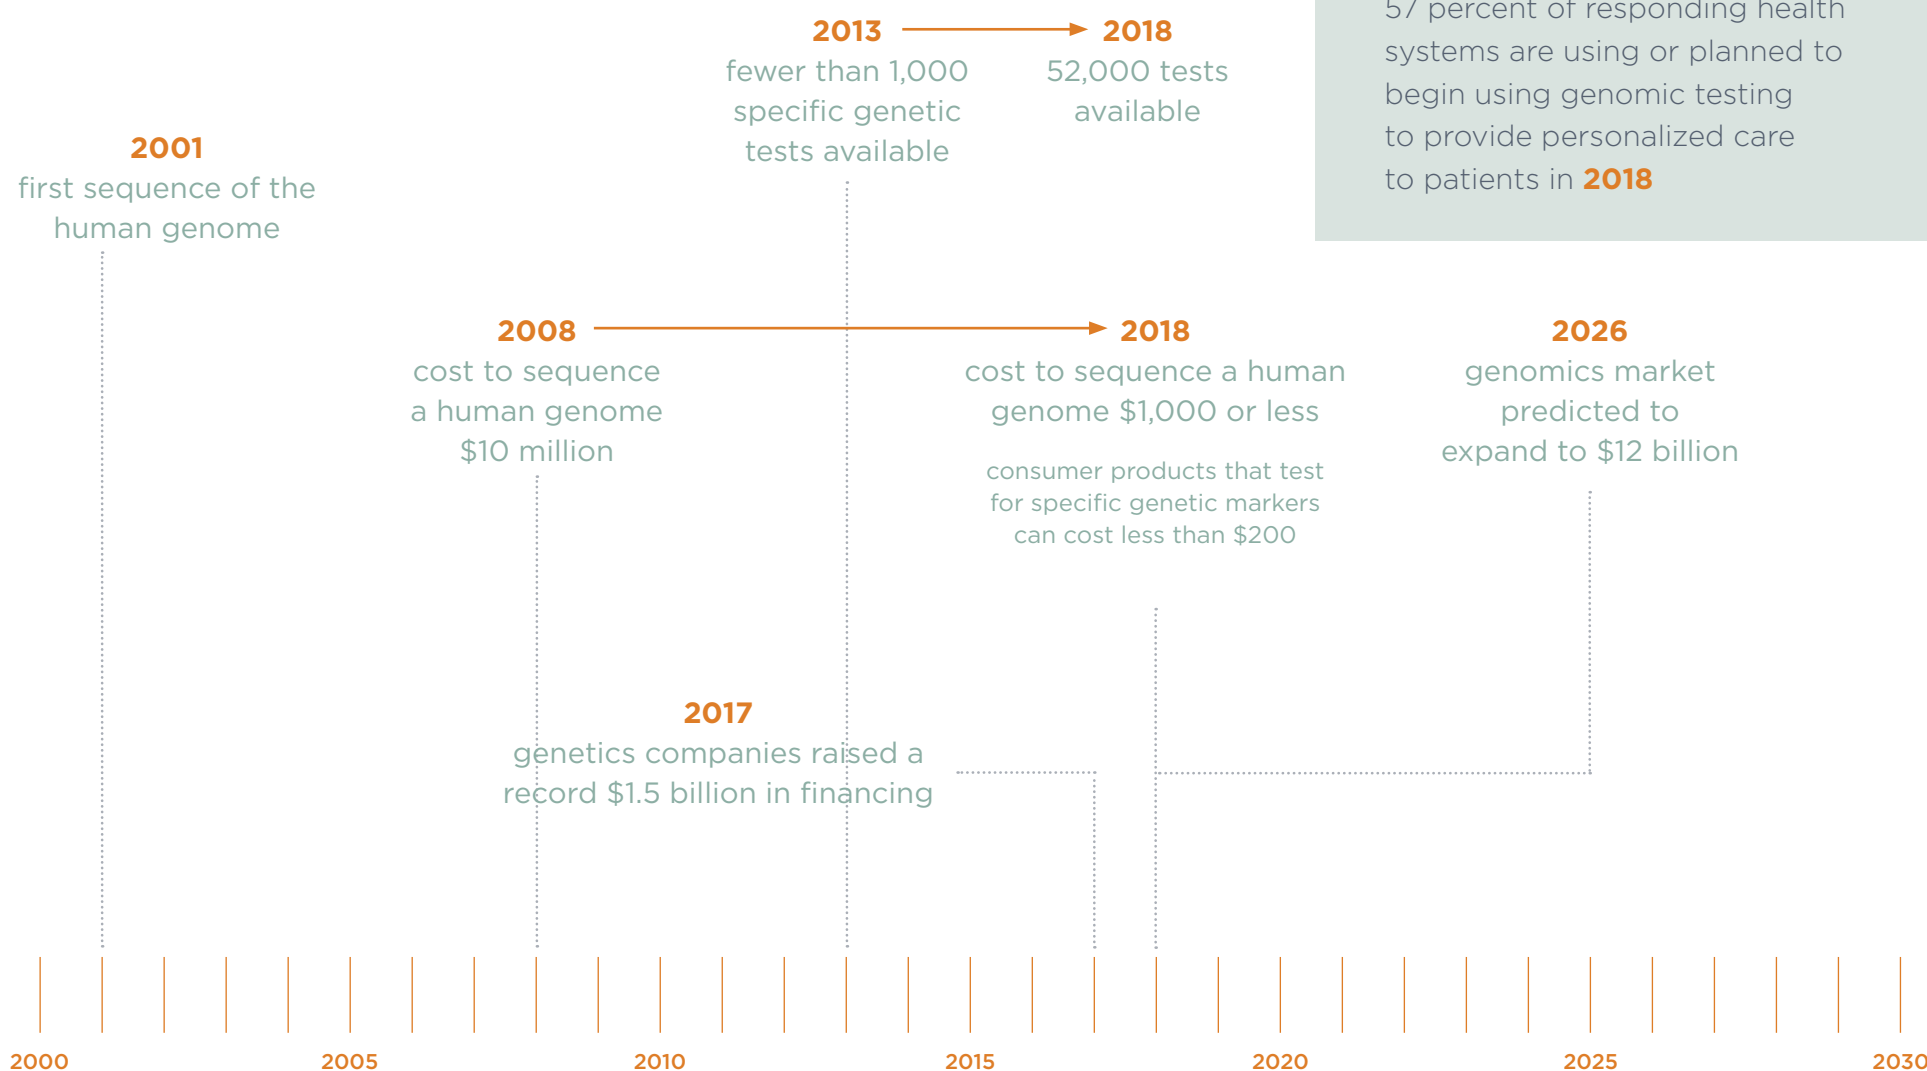 2013
fewer than 1,000
specific genetic
tests available
2018
52,000 tests
available
57 percent of responding health
systems are using or planned to
begin using genomic testing
to provide personalized care
to patients in 2018
2001
first sequence of the
human genome
2008
cost to sequence
a human genome
$10 million
2018
cost to sequence a human
genome $1,000 or less
consumer products that test
for specific genetic markers
can cost less than $200
2026
genomics market
predicted to
expand to $12 billion
2017
genetics companies raised a
record $1.5 billion in financing
2000
2005
2010
2015
2020
2025
2030